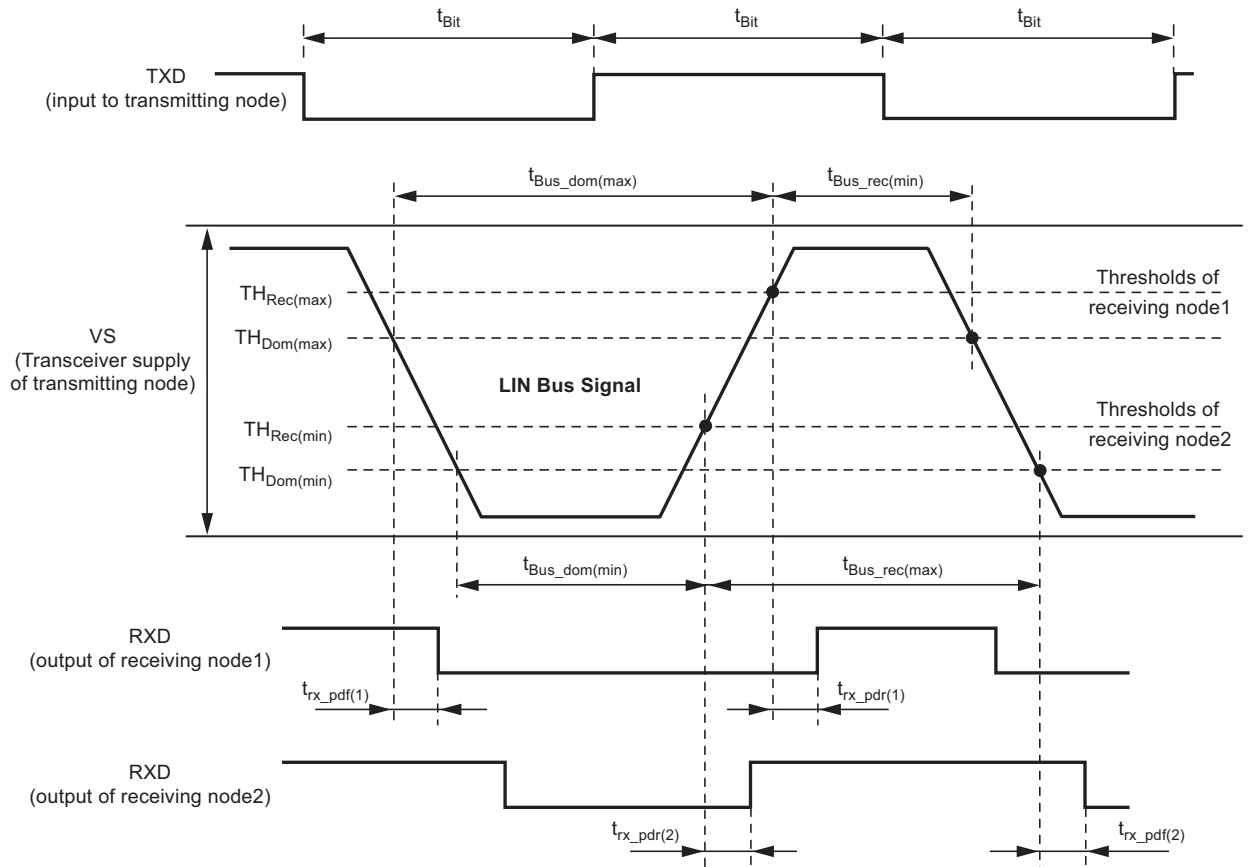 tBit
tBit
tBit
TXD
(input to transmitting node)
tBus_dom(max)
tBus_rec(min)
THRec(max)
Thresholds of
receiving node1
THDom(max)
VS
(Transceiver supply
of transmitting node)
LIN Bus Signal
THRec(min)
Thresholds of
receiving node2
THDom(min)
tBus_dom(min)
tBus_rec(max)
RXD
(output of receiving node1)
trx_pdf(1)
trx_pdr(1)
RXD
(output of receiving node2)
trx_pdr(2)
trx_pdf(2)